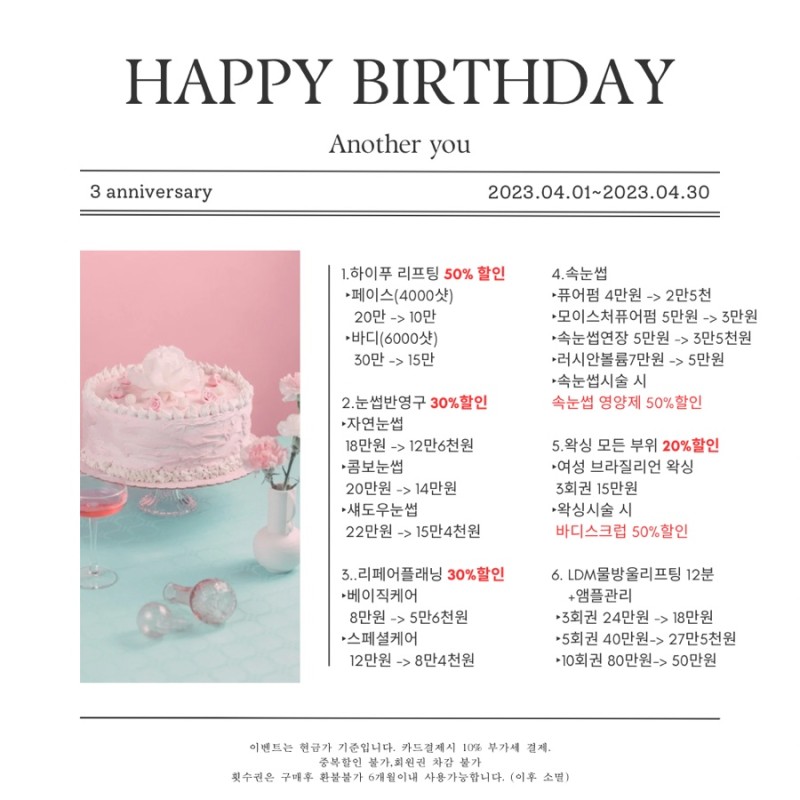 HAPPY BIRTHDAY
Another you
3 anniversary
2023.04.01~2023.04.30
1.하이푸 리프팅 50% 할인
‣페이스(4000샷)
20만 -> 10만
‣바디(6000샷)
30만 -> 15만
2.눈썹반영구 30%할인
‣자연눈썹
18만원 -> 12만6천원
‣콤보눈썹
20만원 -> 14만원
‣섀도우눈썹
22만원 -> 15만4천원
3..리페어플래닝 30%할인
‣베이직케어
8만원 -> 5만6천원
‣스페셜케어
12만원 -> 8만4천원
4.속눈썹
‣퓨어펌 4만원 -> 2만5천
‣모이스처퓨어펌 5만원 -> 3만원
‣속눈썹연장 5만원 -> 3만5천원
‣러시안볼륨7만원 -> 5만원
‣속눈썹시술 시
속눈썹 영양제 50%할인
5.왁싱 모든 부위 20%할인
‣여성 브라질리언 왁싱
3회권 15만원
‣왁싱시술 시
바디스크럽 50%할인
6. LDM물방울리프팅 12분
+앰플관리
‣3회권 24만원 -> 18만원
‣5회권 40만원-> 27만5천원
‣10회권 80만원-> 50만원
이벤트는 현금가 기준입니다. 카드결제시 10% 부가세 결제.
중복할인 불가,회원권 차감 불가
횟수권은 구매후 환불불가 6개월이내 사용가능합니다. (이후 소멸)